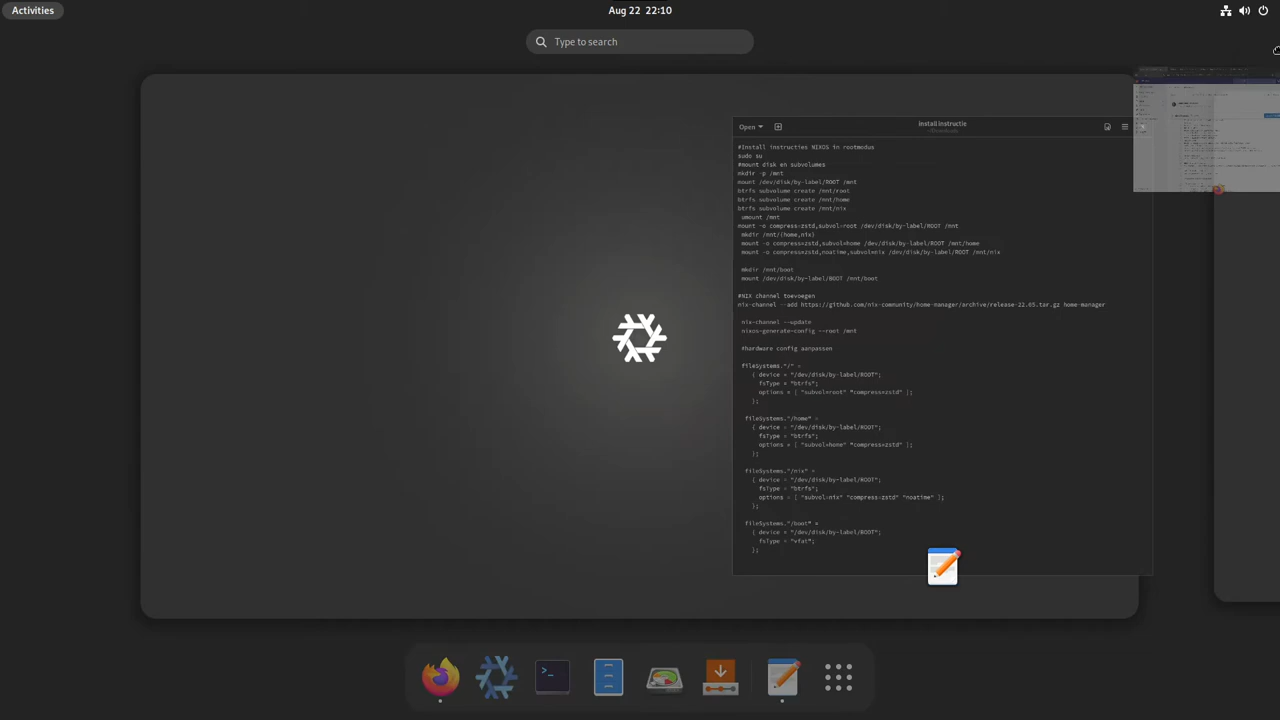 Activities
Aug 22 22:10
Type to search
Open
install instructie
~/Downloads
#Install instructies NIXOS in rootmodus
sudo su
#mount disk en subvolumes
mkdir -p /mnt
mount /dev/disk/by-label/ROOT /mnt
btrfs subvolume create /mnt/root
btrfs subvolume create /mnt/home
btrfs subvolume create /mnt/nix
umount /mnt
mount -o compress=zstd,subvol=root /dev/disk/by-label/ROOT /mnt
mkdir /mnt/{home,nix}
mount -o compress=zstd,subvol=home /dev/disk/by-label/ROOT /mnt/home
mount -o compress=zstd,noatime,subvol=nix /dev/disk/by-label/ROOT /mnt/nix
mkdir /mnt/boot
mount /dev/disk/by-label/BOOT /mnt/boot
#NIX channel toevoegen
nix-channel --add https://github.com/nix-community/home-manager/archive/release-22.05.tar.gz home-manager
nix-channel --update
nixos-generate-config --root /mnt
#hardware config aanpassen
fileSystems."/" =
{ device = "/dev/disk/by-label/ROOT";
fsType = "btrfs";
options = [ "subvol=root" "compress=zstd" ];
};
fileSystems."/home" =
{ device = "/dev/disk/by-label/ROOT";
fsType = "btrfs";
options = [ "subvol=home" "compress=zstd" ];
};
fileSystems."/nix" =
{ device = "/dev/disk/by-label/ROOT";
fsType = "btrfs";
options = [ "subvol=nix" "compress=zstd" "noatime" ];
};
fileSystems."/boot" =
{ device = "/dev/disk/by-label/BOOT";
fsType = "vfat";
};